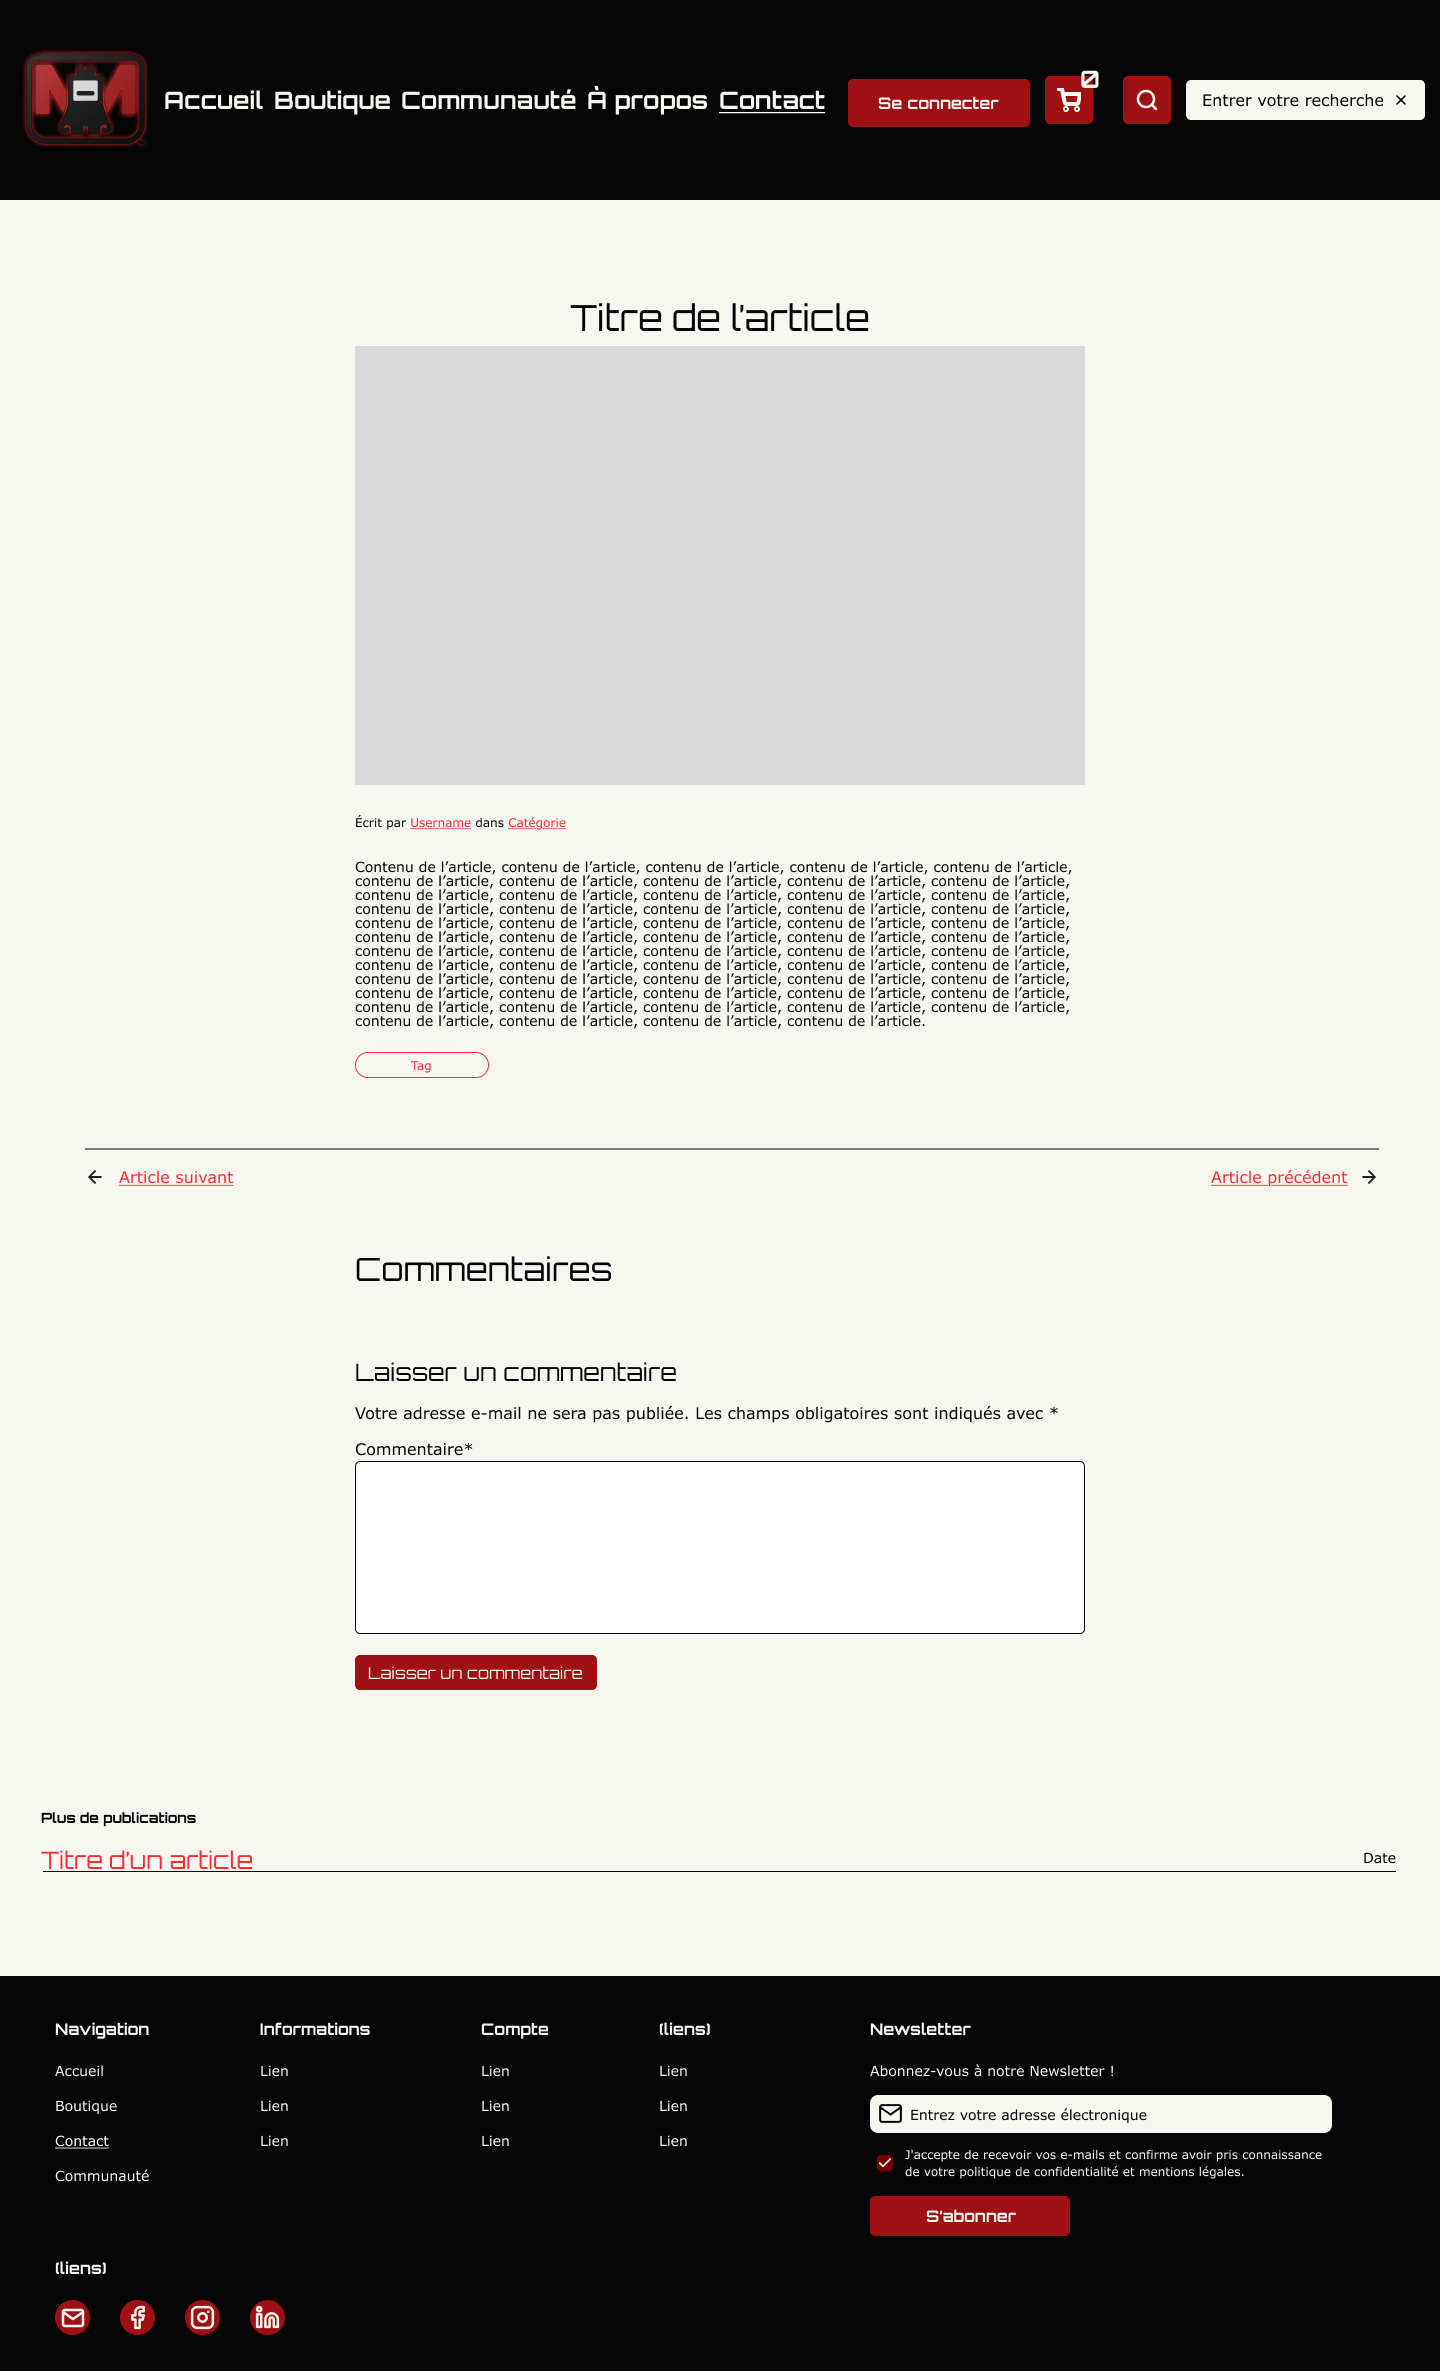 Accueil Boutique Communauté À propos Contact Se connecter 0 Entrer votre recherche
Titre de l'article
Écrit par Username dans Catégorie
Contenu de l’article, contenu de l’article, contenu de l’article, contenu de l’article, contenu de l’article,
contenu de l’article, contenu de l’article, contenu de l’article, contenu de l’article, contenu de l’article,
contenu de l’article, contenu de l’article, contenu de l’article, contenu de l’article, contenu de l’article,
contenu de l’article, contenu de l’article, contenu de l’article, contenu de l’article, contenu de l’article,
contenu de l’article, contenu de l’article, contenu de l’article, contenu de l’article, contenu de l’article,
contenu de l’article, contenu de l’article, contenu de l’article, contenu de l’article, contenu de l’article,
contenu de l’article, contenu de l’article, contenu de l’article, contenu de l’article, contenu de l’article,
contenu de l’article, contenu de l’article, contenu de l’article, contenu de l’article, contenu de l’article,
contenu de l’article, contenu de l’article, contenu de l’article, contenu de l’article, contenu de l’article,
contenu de l’article, contenu de l’article, contenu de l’article, contenu de l’article, contenu de l’article,
contenu de l’article, contenu de l’article, contenu de l’article, contenu de l’article, contenu de l’article,
contenu de l’article, contenu de l’article, contenu de l’article, contenu de l’article.
Tag
Article suivant
Article précédent
Commentaires
Laisser un commentaire
Votre adresse e-mail ne sera pas publiée. Les champs obligatoires sont indiqués avec *
Commentaire*
Laisser un commentaire
Plus de publications
Titre d'un article
Date
Navigation
Accueil
Boutique
Contact
Communauté
Informations
Lien
Lien
Lien
Compte
Lien
Lien
Lien
(liens)
Lien
Lien
Lien
Newsletter
Abonnez-vous à notre Newsletter !
Entrez votre adresse électronique
J'accepte de recevoir vos e-mails et confirme avoir pris connaissance
de votre politique de confidentialité et mentions légales.
S'abonner
(liens)